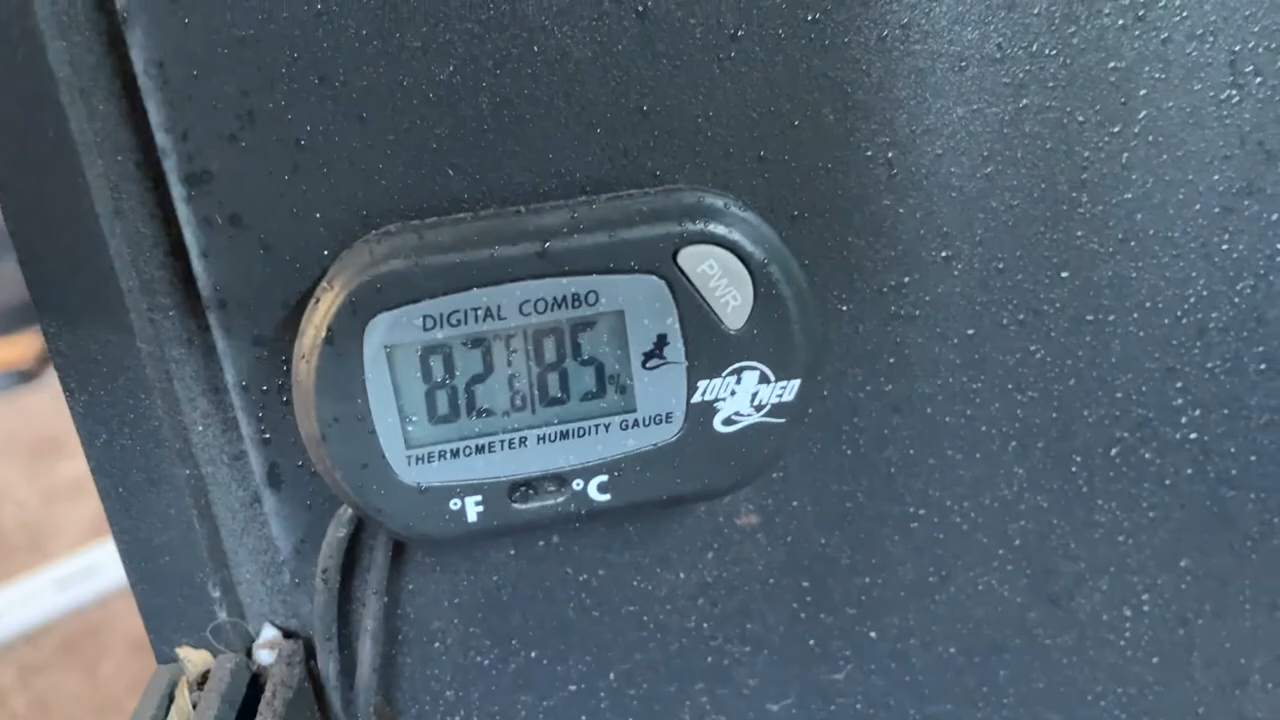 PWR
DIGITAL COMBO
82.6°F 85%
THERMOMETER HUMIDITY GAUGE
ZOO MED
°F °C